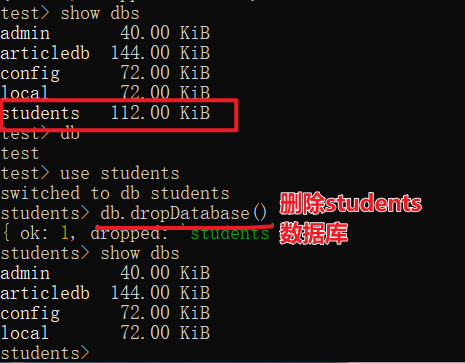 test> show dbs
admin 40.00 KiB
articledb 144.00 KiB
config 72.00 KiB
local 72.00 KiB
students 112.00 KiB
test> db
test
test> use students
switched to db students
students> db.dropDatabase()
{ ok: 1, dropped: 'students
删除students
数据库
students> show dbs
admin 40.00 KiB
articledb 144.00 KiB
config 72.00 KiB
local 72.00 KiB
students>